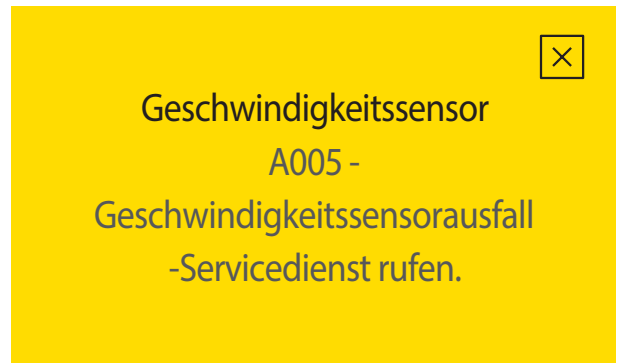 Geschwindigkeitssensor
A005 -
Geschwindigkeitssensorausfall
-Servicedienst rufen.